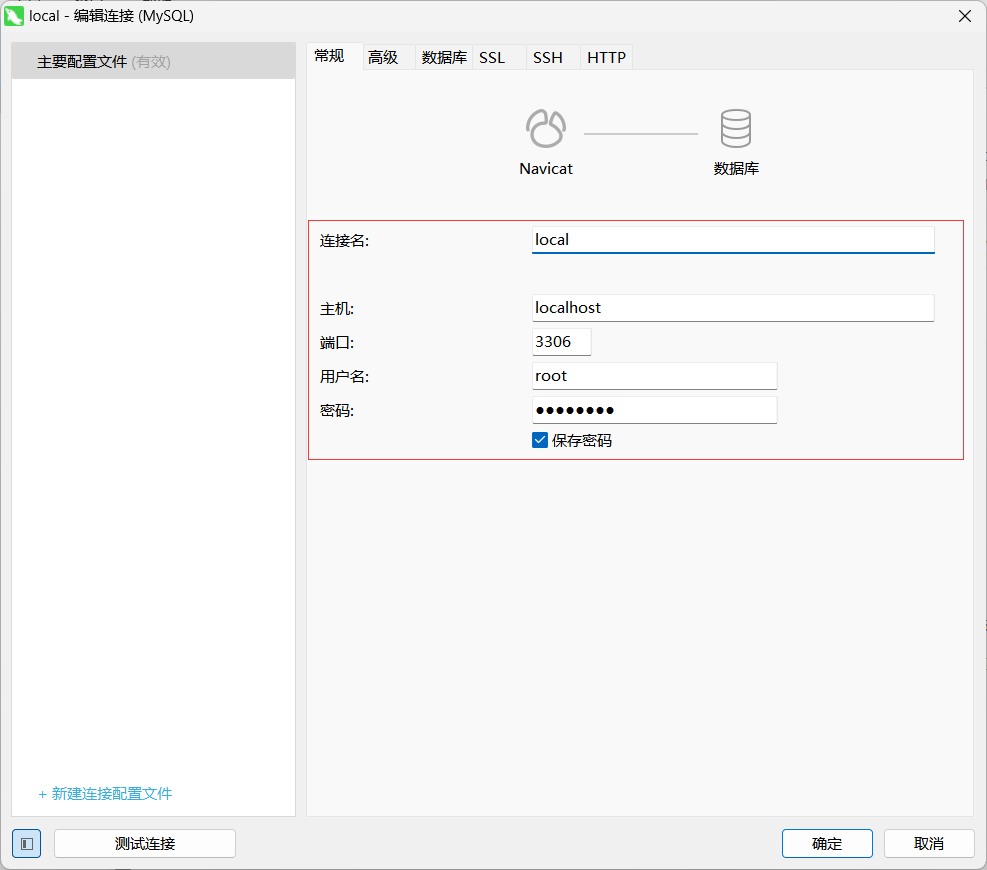 local - 编辑连接 (MySQL)
主要配置文件 (有效)
常规 高级 数据库 SSL SSH HTTP
Navicat 数据库
连接名: local
主机: localhost
端口: 3306
用户名: root
密码: ●●●●●●●●
保存密码
+ 新建连接配置文件
测试连接 确定 取消